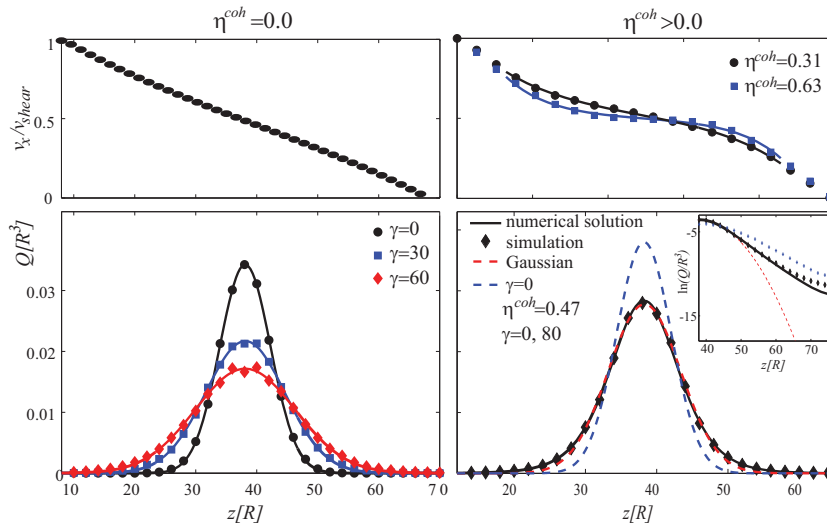 η^coh=0.0
η^coh>0.0
v_x/v_shear
1
0.5
0
η^coh=0.31
η^coh=0.63
Q[R^3]
0.03
0.02
0.01
0
γ=0
γ=30
γ=60
10 20 30 40 50 60 70
z[R]
numerical solution
simulation
Gaussian
γ=0
η^coh=0.47
γ=0, 80
ln(Q/R^3)
-5
-15
40 50 60 70
z[R]
20 30 40 50 60
z[R]